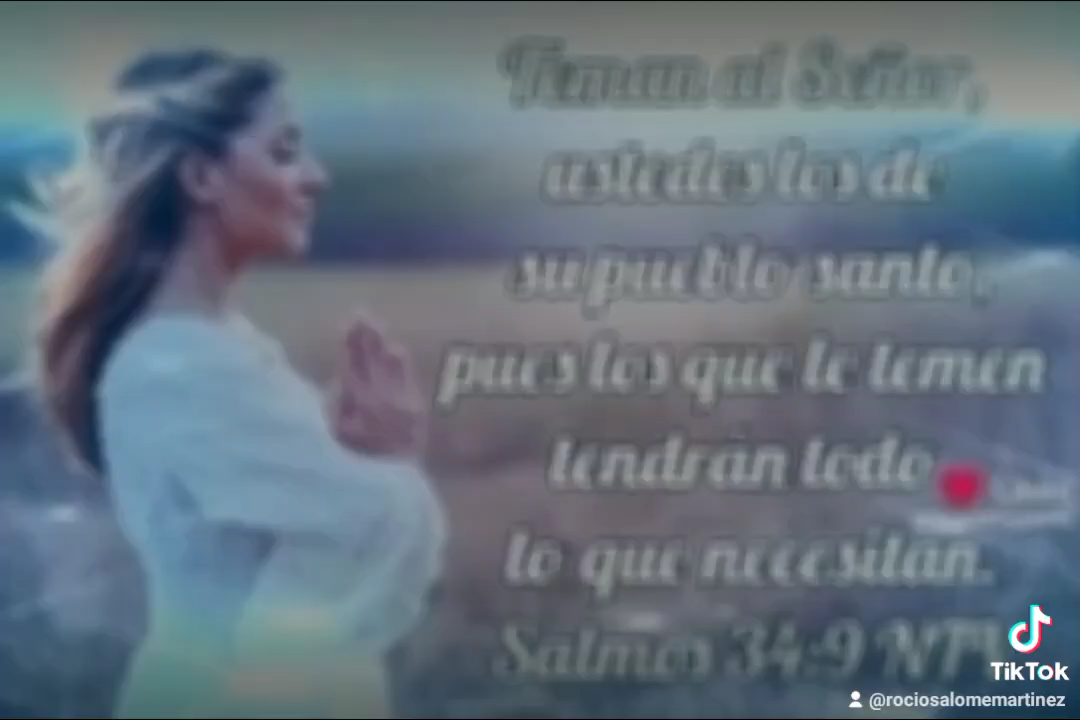 Teman al Señor,
ustedes los de
su pueblo santo,
pues los que le temen
tendrán todo
lo que necesitan.
Salmos 34:9
TikTok
@rociosalomemartinez